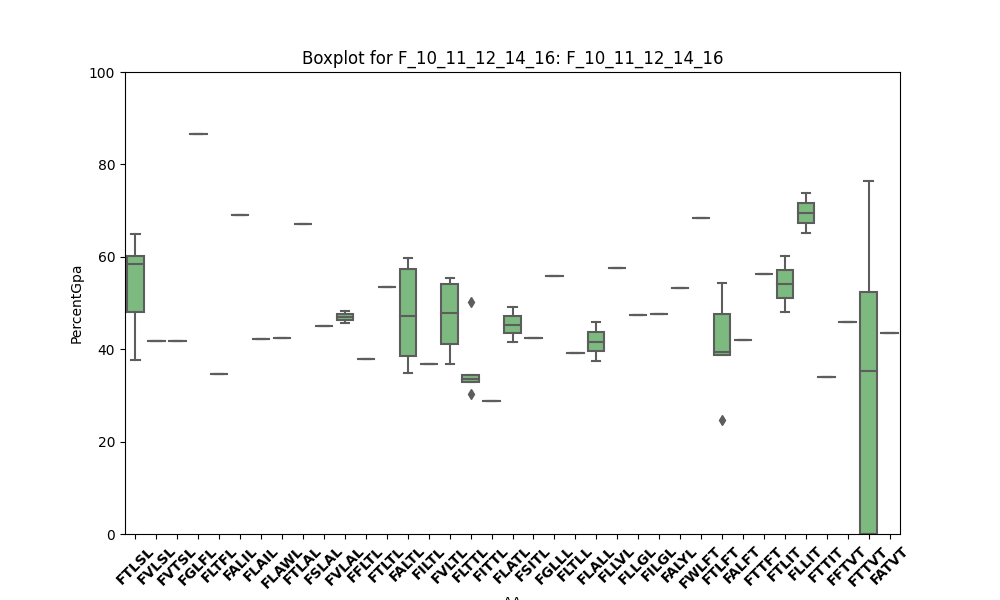 Boxplot for F_10_11_12_14_16: F_10_11_12_14_16
PercentGpa
100
80
60
40
20
0
FTLSL
FVLSL
FVTSL
FGLFL
FLTFL
FALIL
FLAIL
FLAWL
FTLAL
FSLAL
FVLAL
FFLTL
FTLTL
FALTL
FILTL
FVLTL
FLTTL
FITTL
FLATL
FSITL
FGLLL
FLTLL
FLALL
FLLVL
FLLGL
FILGL
FALYL
FWLFT
FTLFT
FALFT
FTTFT
FTLIT
FLLIT
FTTIT
FFTVT
FTTVT
FATVT